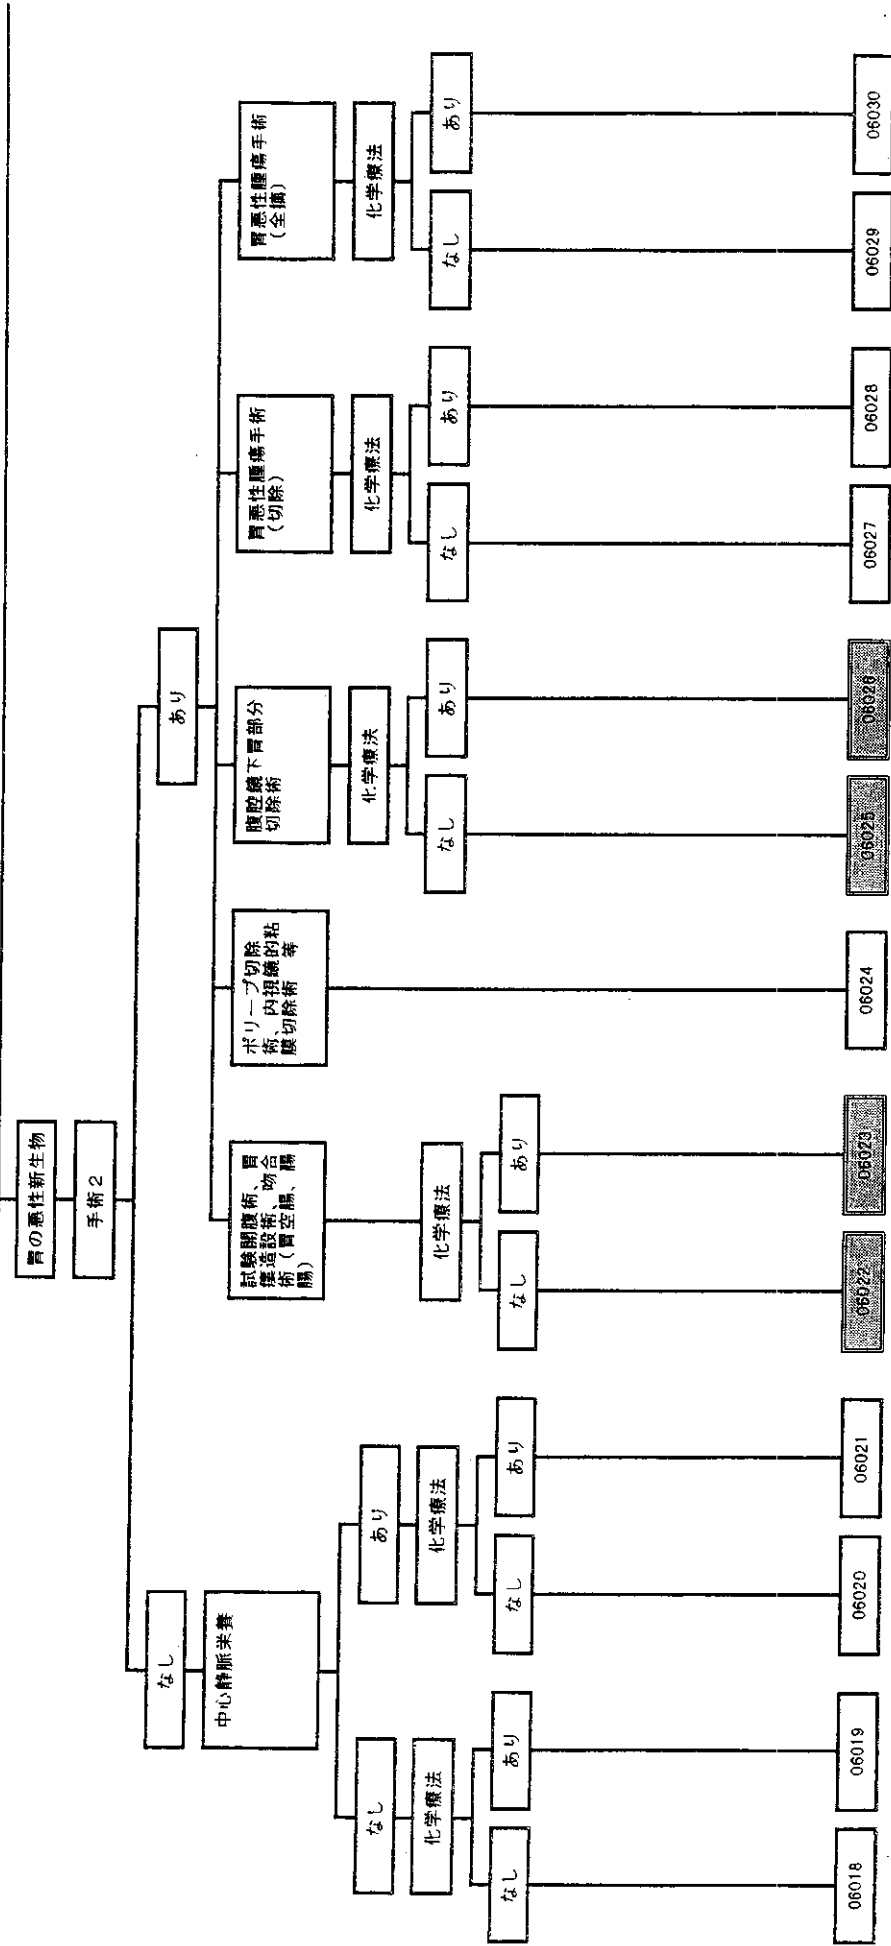 胃の悪性新生物
手術2
なし
あり
中心静脈栄養
試験開腹術、胃
瘻造設術、吻合
術（胃空腸、腸
腸）
ポリープ切除
術、内視鏡的粘
膜切除術　等
腹腔鏡下胃部分
切除術
胃悪性腫瘍手術
（切除）
胃悪性腫瘍手術
（全摘）
なし
あり
化学療法
化学療法
化学療法
化学療法
化学療法
化学療法
なし
あり
なし
あり
なし
あり
なし
あり
なし
あり
なし
あり
06018
06019
06020
06021
06022
06023
06024
06025
06026
06027
06028
06029
06030